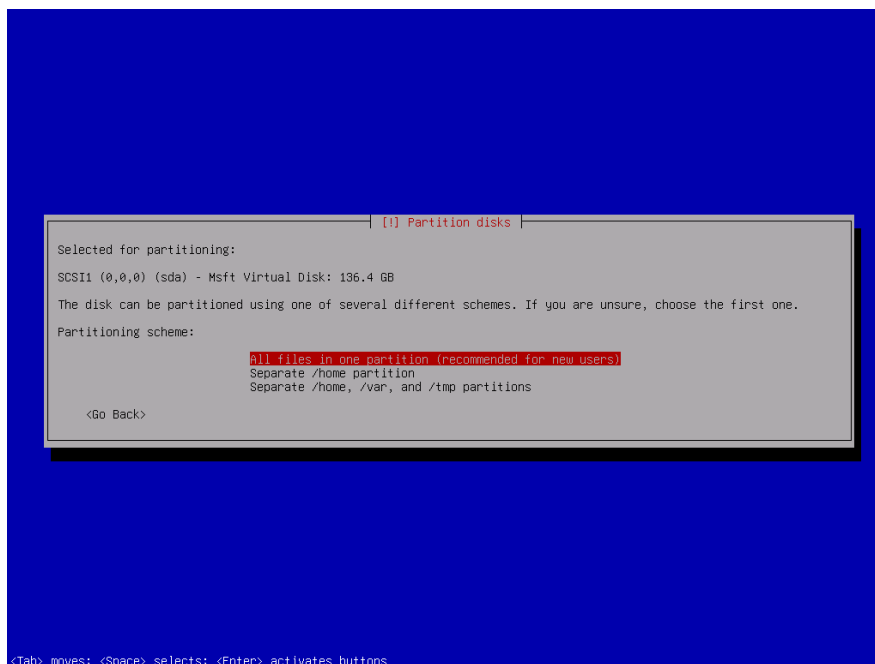 [!] Partition disks
Selected for partitioning:
SCSI1 (0,0,0) (sda) - Msft Virtual Disk: 136.4 GB
The disk can be partitioned using one of several different schemes. If you are unsure, choose the first one.
Partitioning scheme:
All files in one partition (recommended for new users)
Separate /home partition
Separate /home, /var, and /tmp partitions
<Go Back>
<Tab> moves; <Space> selects; <Enter> activates buttons